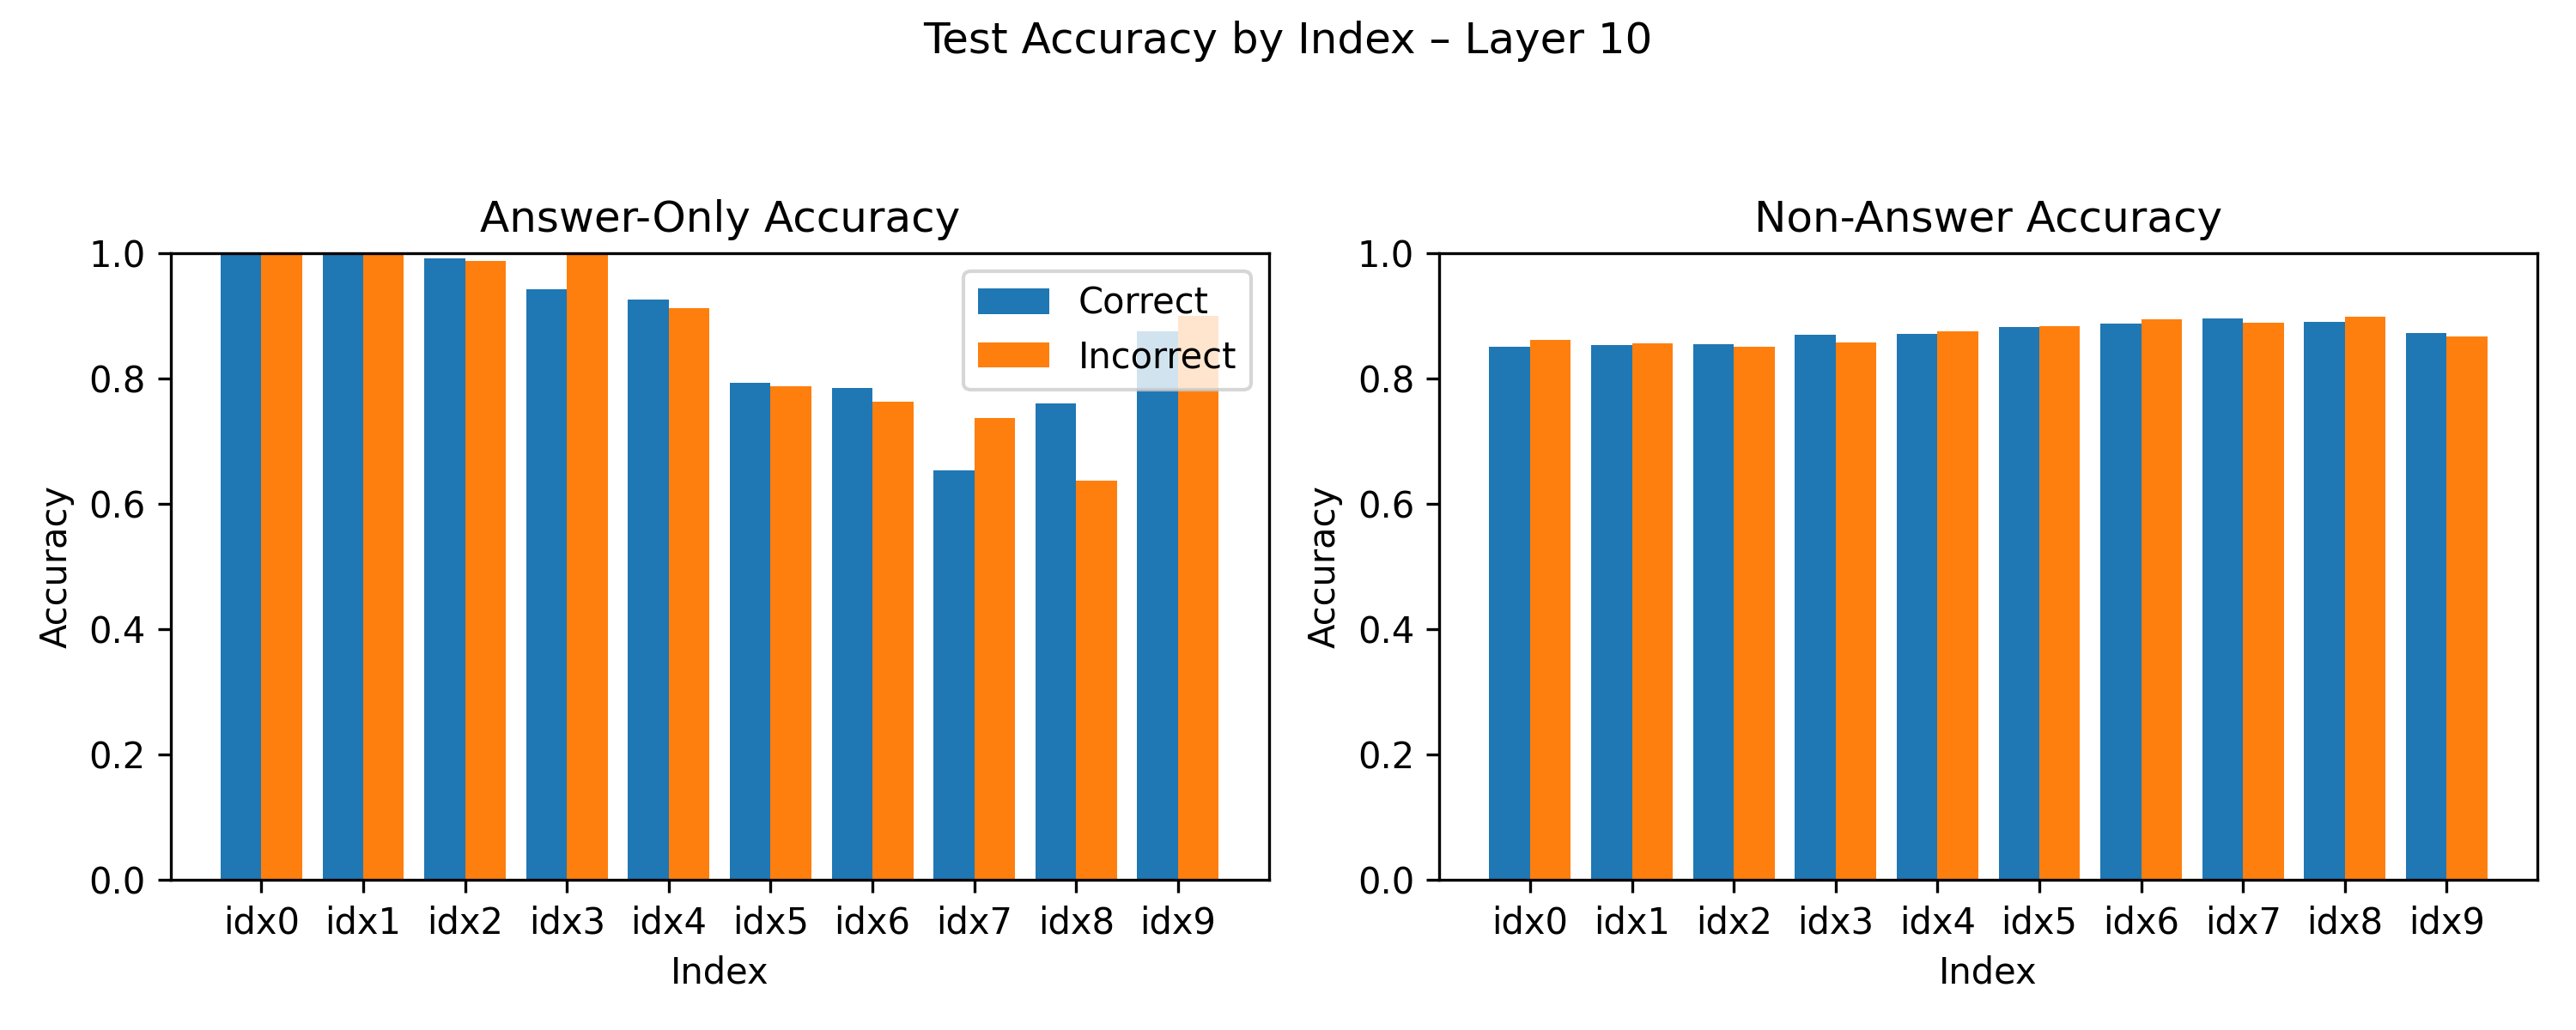 Test Accuracy by Index – Layer 10
Answer-Only Accuracy
Accuracy
1.0
0.8
0.6
0.4
0.2
0.0
Correct
Incorrect
idx0 idx1 idx2 idx3 idx4 idx5 idx6 idx7 idx8 idx9
Index
Non-Answer Accuracy
Accuracy
1.0
0.8
0.6
0.4
0.2
0.0
idx0 idx1 idx2 idx3 idx4 idx5 idx6 idx7 idx8 idx9
Index